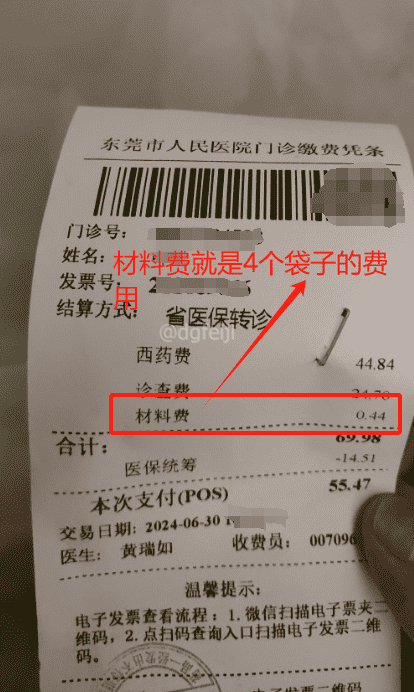 东莞市人民医院门诊缴费凭条
门诊号:
姓名:
材料费就是4个袋子的费
用
发票号:
结算方式: 省医保转诊
@dgfeiji
西药费 44.84
诊查费 24.70
材料费 0.44
合计: 69.98
医保统筹 -14.51
本次支付(POS) 55.47
交易日期: 2024-06-30
医生: 黄瑞如 收费员: 007096
温馨提示:
电子发票查看流程:1.微信扫描电子票夹二
维码,2.点扫码查询入口扫描电子发票二维
码。